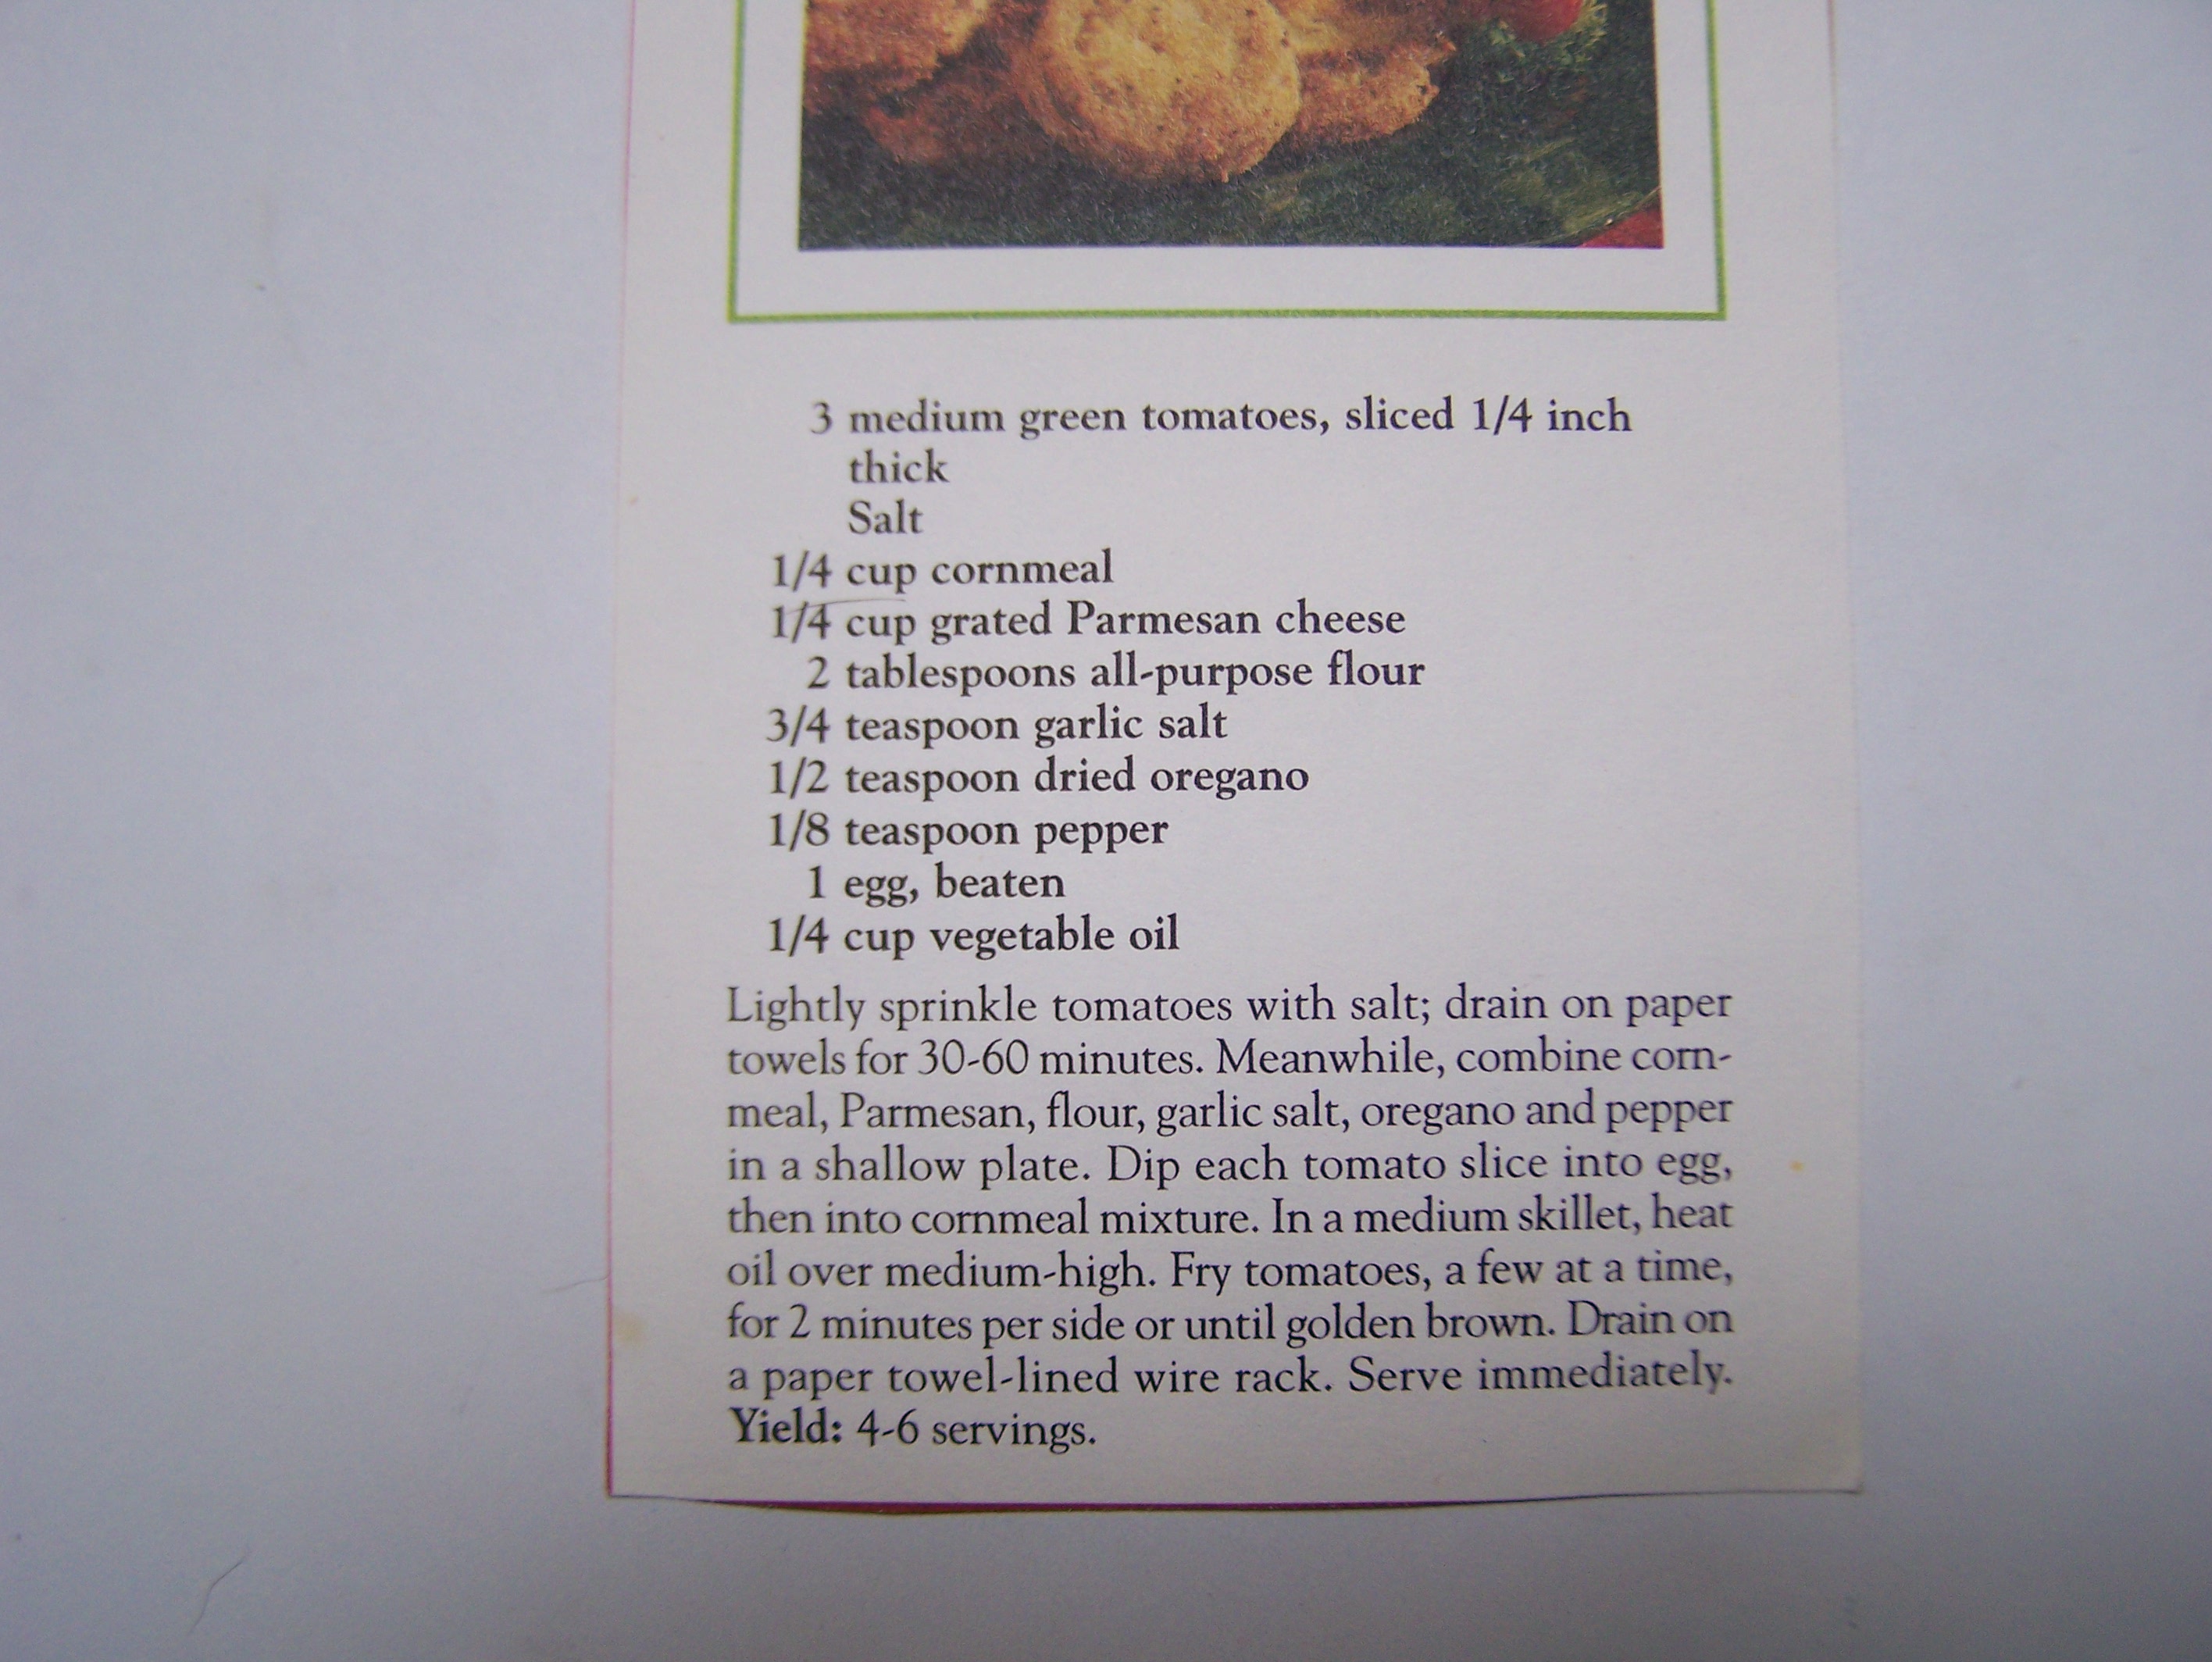 3 medium green tomatoes, sliced 1/4 inch
thick
Salt
1/4 cup cornmeal
1/4 cup grated Parmesan cheese
2 tablespoons all-purpose flour
3/4 teaspoon garlic salt
1/2 teaspoon dried oregano
1/8 teaspoon pepper
1 egg, beaten
1/4 cup vegetable oil
Lightly sprinkle tomatoes with salt; drain on paper
towels for 30-60 minutes. Meanwhile, combine corn-
meal, Parmesan, flour, garlic salt, oregano and pepper
in a shallow plate. Dip each tomato slice into egg,
then into cornmeal mixture. In a medium skillet, heat
oil over medium-high. Fry tomatoes, a few at a time,
for 2 minutes per side or until golden brown. Drain on
a paper towel-lined wire rack. Serve immediately.
Yield: 4-6 servings.